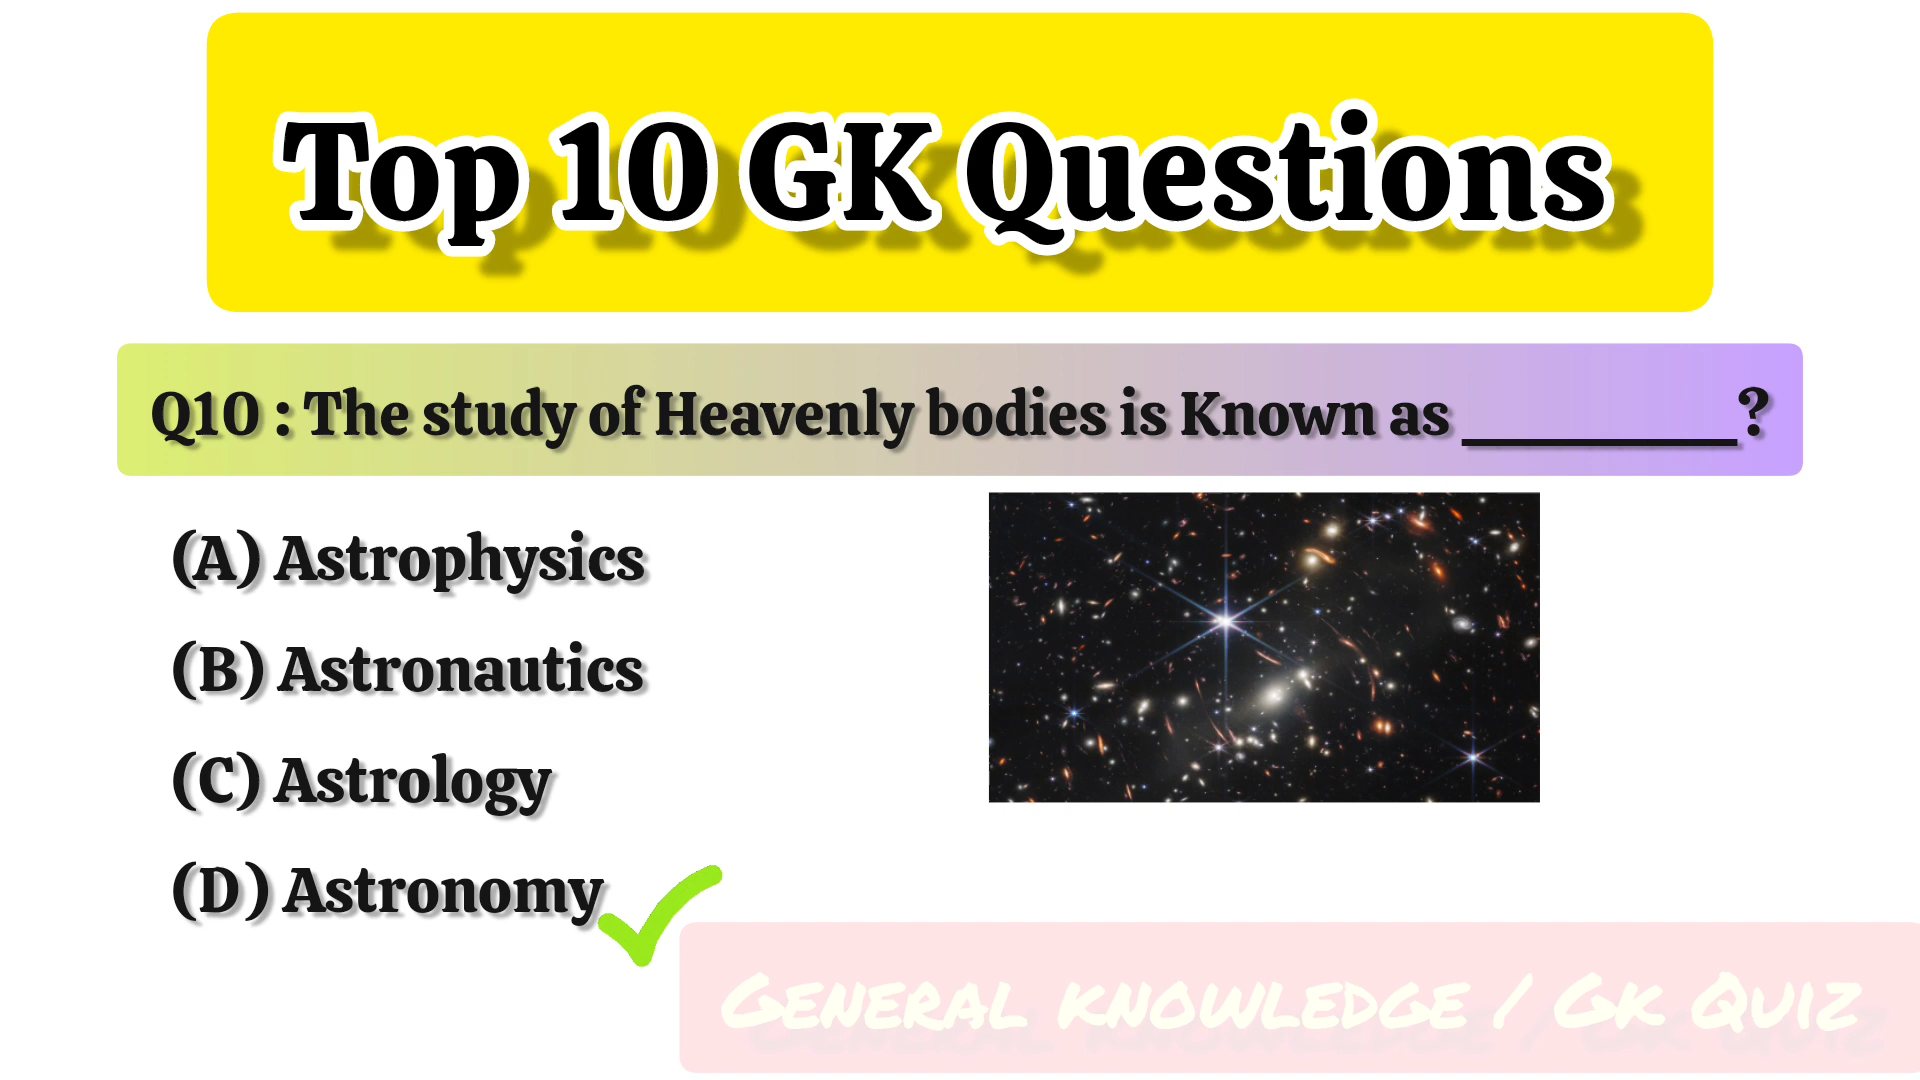 Top 10 GK Questions
Q10 : The study of Heavenly bodies is Known as _________?
(A) Astrophysics
(B) Astronautics
(C) Astrology
(D) Astronomy
General knowledge / Gk Quiz